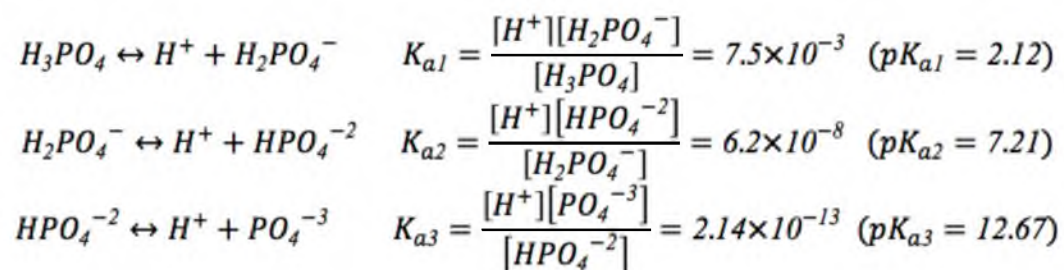 H₃PO₄ ↔ H⁺ + H₂PO₄⁻ Kₐ₁ = [H⁺][H₂PO₄⁻] / [H₃PO₄] = 7.5×10⁻³ (pKₐ₁ = 2.12)
H₂PO₄⁻ ↔ H⁺ + HPO₄⁻² Kₐ₂ = [H⁺][HPO₄⁻²] / [H₂PO₄⁻] = 6.2×10⁻⁸ (pKₐ₂ = 7.21)
HPO₄⁻² ↔ H⁺ + PO₄⁻³ Kₐ₃ = [H⁺][PO₄⁻³] / [HPO₄⁻²] = 2.14×10⁻¹³ (pKₐ₃ = 12.67)